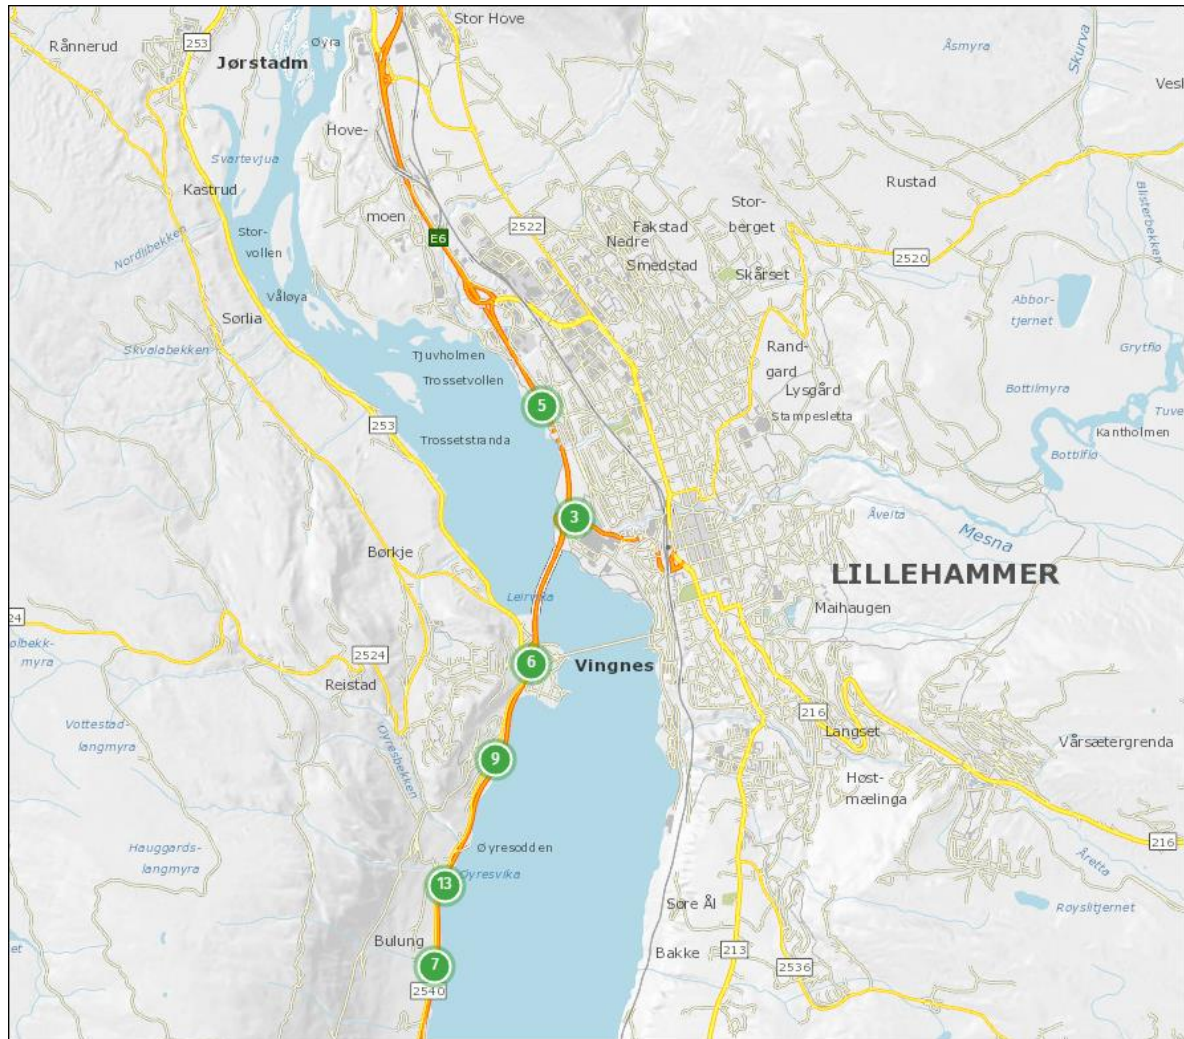 Stor Hove
Rånnerud
253
Øyra
Åsmyra
Skurva
Jørstadm
Hove-
Svartevjua
Kastrud
moen
Rustad
Blisterbekken
Stor-
berget
Fakstad
Nedre
Smedstad
2522
E6
Stor-
vollen
Nordlibekken
2520
Skårset
Våløya
Abbor-
tjernet
Sørlia
Skvalabekken
Tjuvholmen
Rand-
gard
Grytflo
Trossetvollen
Lysgård
Bottilmyra
5
Stampesletta
253
Trossetstranda
Kantholmen
Bottilflo
3
Åveita
Mesna
Børkje
LILLEHAMMER
Leirvika
Maihaugen
24
2524
6
Vingnes
Reistad
myra
216
Vottestad-
langmyra
Langset
Vårsætergrenda
Øyresbekken
9
Høst-
mælinga
216
Øyresodden
Hauggards-
langmyra
Åretta
13
Øyresvika
Søre Ål
Røyslitjernet
Bulung
213
Bakke
7
2536
2540